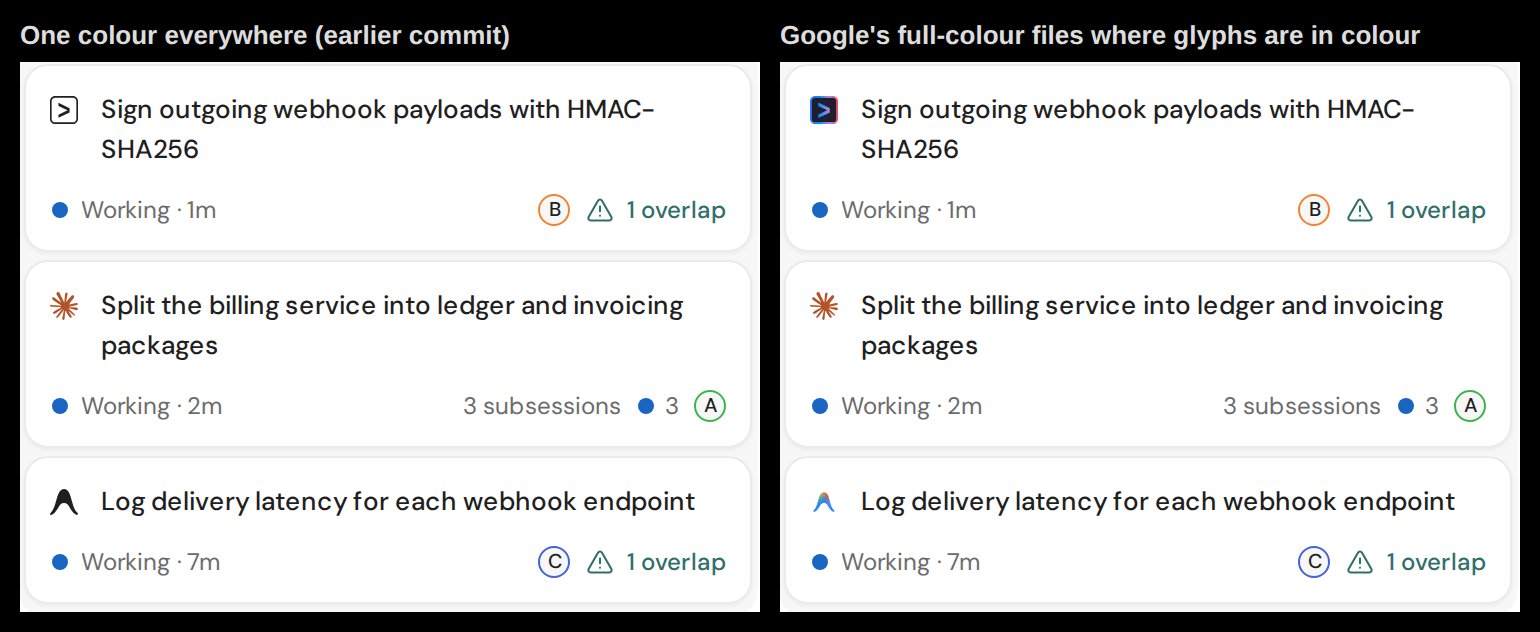 One colour everywhere (earlier commit)
Sign outgoing webhook payloads with HMAC-
SHA256
Working · 1m
B
1 overlap
Split the billing service into ledger and invoicing
packages
Working · 2m
3 subsessions
3
A
Log delivery latency for each webhook endpoint
Working · 7m
C
1 overlap
Google's full-colour files where glyphs are in colour
Sign outgoing webhook payloads with HMAC-
SHA256
Working · 1m
B
1 overlap
Split the billing service into ledger and invoicing
packages
Working · 2m
3 subsessions
3
A
Log delivery latency for each webhook endpoint
Working · 7m
C
1 overlap